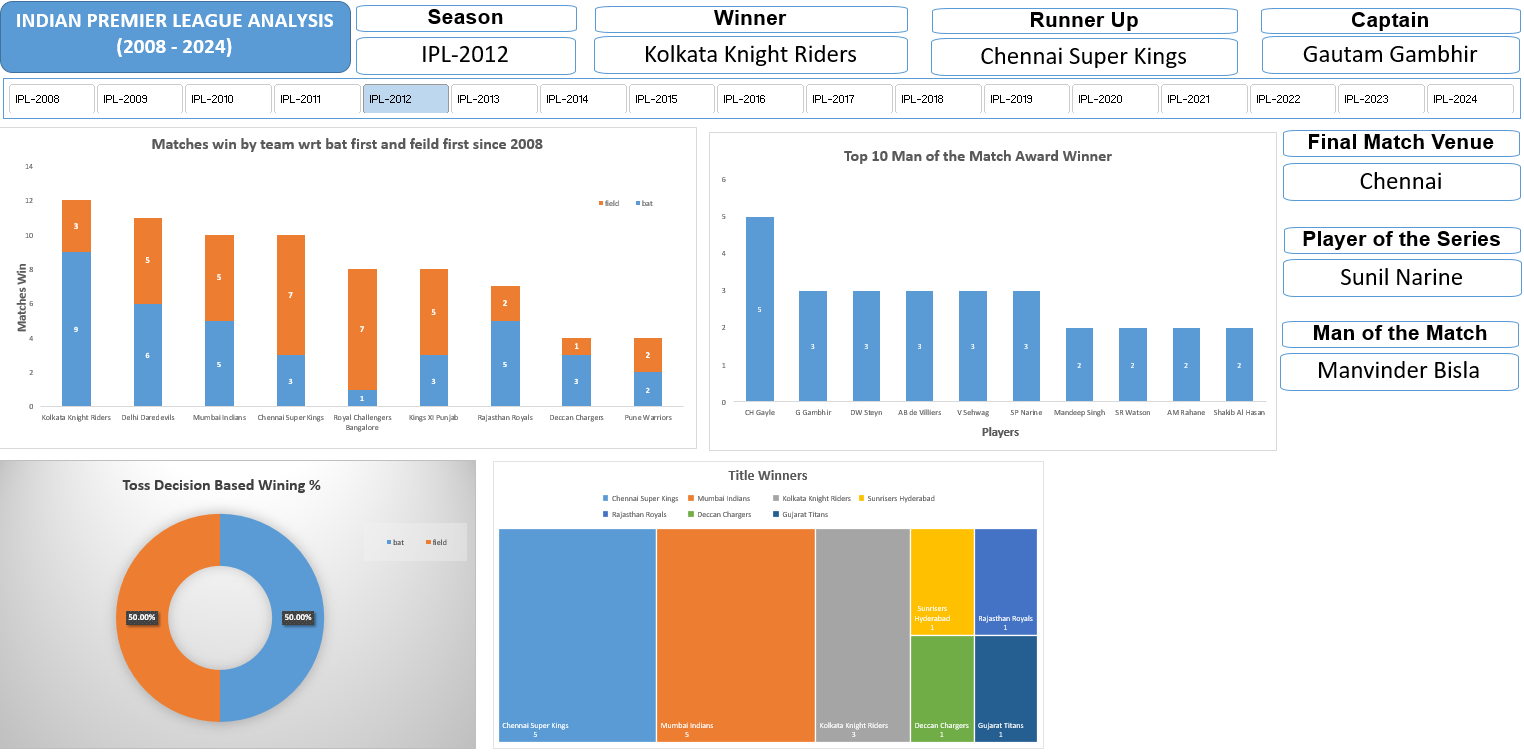 INDIAN PREMIER LEAGUE ANALYSIS
(2008 - 2024)
Season
IPL-2012
Winner
Kolkata Knight Riders
Runner Up
Chennai Super Kings
Captain
Gautam Gambhir
IPL-2008 IPL-2009 IPL-2010 IPL-2011 IPL-2012 IPL-2013 IPL-2014 IPL-2015 IPL-2016 IPL-2017 IPL-2018 IPL-2019 IPL-2020 IPL-2021 IPL-2022 IPL-2023 IPL-2024
Matches win by team wrt bat first and feild first since 2008
field bat
Matches Win
14
12
10
8
6
4
2
0
3 5 5 7 7 5 2 1 2
9 6 5 3 1 3 5 3 2
Kolkata Knight Riders Delhi Daredevils Mumbai Indians Chennai Super Kings Royal Challengers Kings XI Punjab Rajasthan Royals Deccan Chargers Pune Warriors
Bangalore
Top 10 Man of the Match Award Winner
6
5
4
3
2
1
0
5 3 3 3 3 3 2 2 2 2
CH Gayle G Gambhir DW Steyn AB de Villiers V Sehwag SP Narine Mandeep Singh SR Watson AM Rahane Shakib Al Hasan
Players
Final Match Venue
Chennai
Player of the Series
Sunil Narine
Man of the Match
Manvinder Bisla
Toss Decision Based Wining %
bat field
50.00% 50.00%
Title Winners
Chennai Super Kings Mumbai Indians Kolkata Knight Riders Sunrisers Hyderabad
Rajasthan Royals Deccan Chargers Gujarat Titans
Chennai Super Kings
5
Mumbai Indians
5
Kolkata Knight Riders
3
Sunrisers
Hyderabad
1
Rajasthan Royals
1
Deccan Chargers
1
Gujarat Titans
1